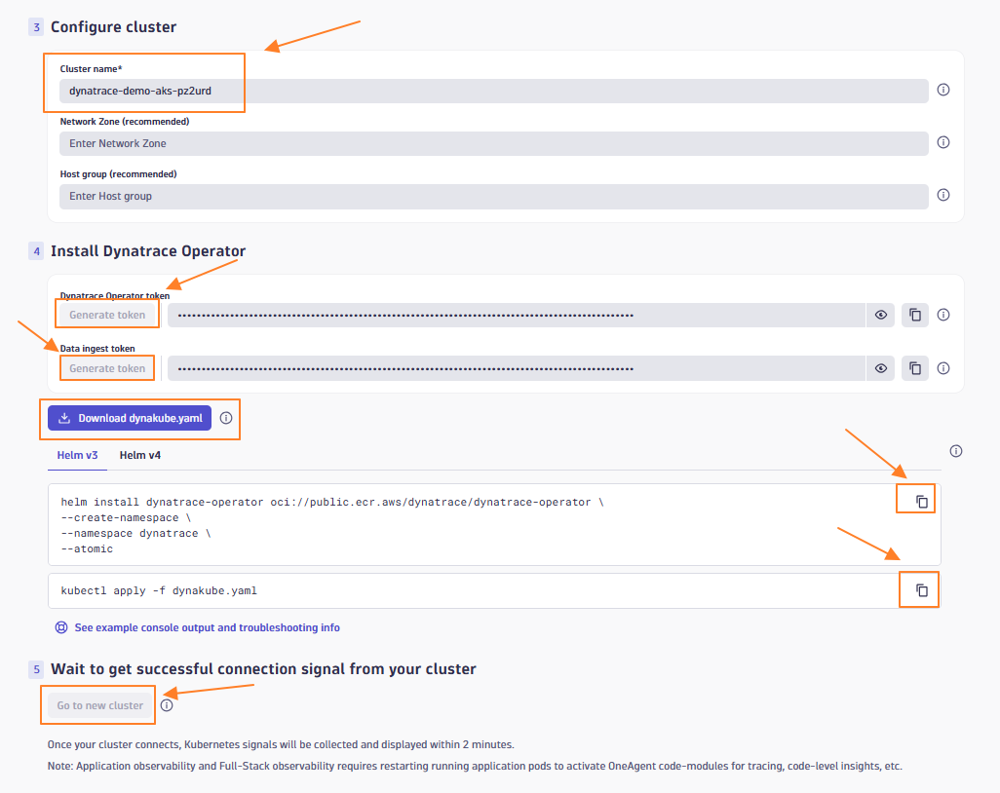 3 Configure cluster
Cluster name*
dynatrace-demo-aks-pz2urd
Network Zone (recommended)
Enter Network Zone
Host group (recommended)
Enter Host group
4 Install Dynatrace Operator
Dynatrace Operator token
Generate token ••••••••••••••••••••••••••••••••••••••••••••••••••••••••••••••••••••••••••••••••••••••••••••••••
Data ingest token
Generate token ••••••••••••••••••••••••••••••••••••••••••••••••••••••••••••••••••••••••••••••••••••••••••••••••
Download dynakube.yaml
Helm v3 Helm v4
helm install dynatrace-operator oci://public.ecr.aws/dynatrace/dynatrace-operator \
--create-namespace \
--namespace dynatrace \
--atomic
kubectl apply -f dynakube.yaml
See example console output and troubleshooting info
5 Wait to get successful connection signal from your cluster
Go to new cluster
Once your cluster connects, Kubernetes signals will be collected and displayed within 2 minutes.
Note: Application observability and Full-Stack observability requires restarting running application pods to activate OneAgent code-modules for tracing, code-level insights, etc.